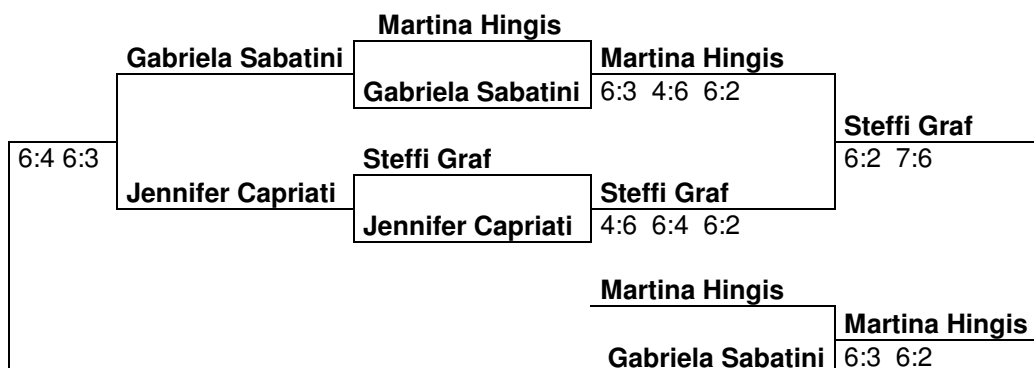 Martina Hingis
Gabriela Sabatini Martina Hingis
Gabriela Sabatini 6:3 4:6 6:2
Steffi Graf
6:4 6:3 Steffi Graf 6:2 7:6
Jennifer Capriati Steffi Graf
Jennifer Capriati 4:6 6:4 6:2
Martina Hingis
Martina Hingis
Gabriela Sabatini 6:3 6:2